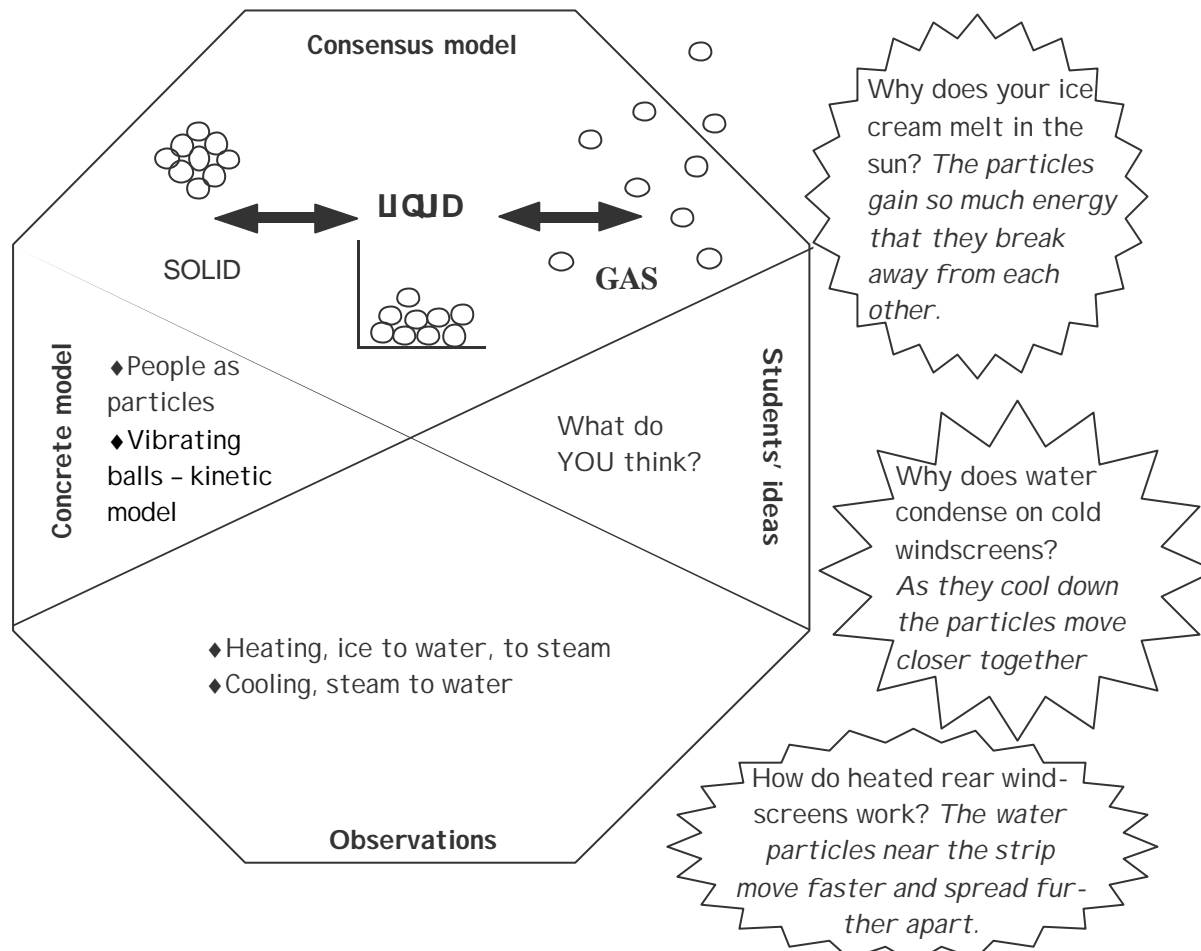 Consensus model
LIQUID
SOLID
GAS
Concrete model
♦People as
particles
♦Vibrating
balls – kinetic
model
What do
YOU think?
Students' ideas
♦Heating, ice to water, to steam
♦Cooling, steam to water
Observations
Why does your ice
cream melt in the
sun? The particles
gain so much energy
that they break
away from each
other.
Why does water
condense on cold
windscreens?
As they cool down
the particles move
closer together
How do heated rear wind-
screens work? The water
particles near the strip
move faster and spread fur-
ther apart.